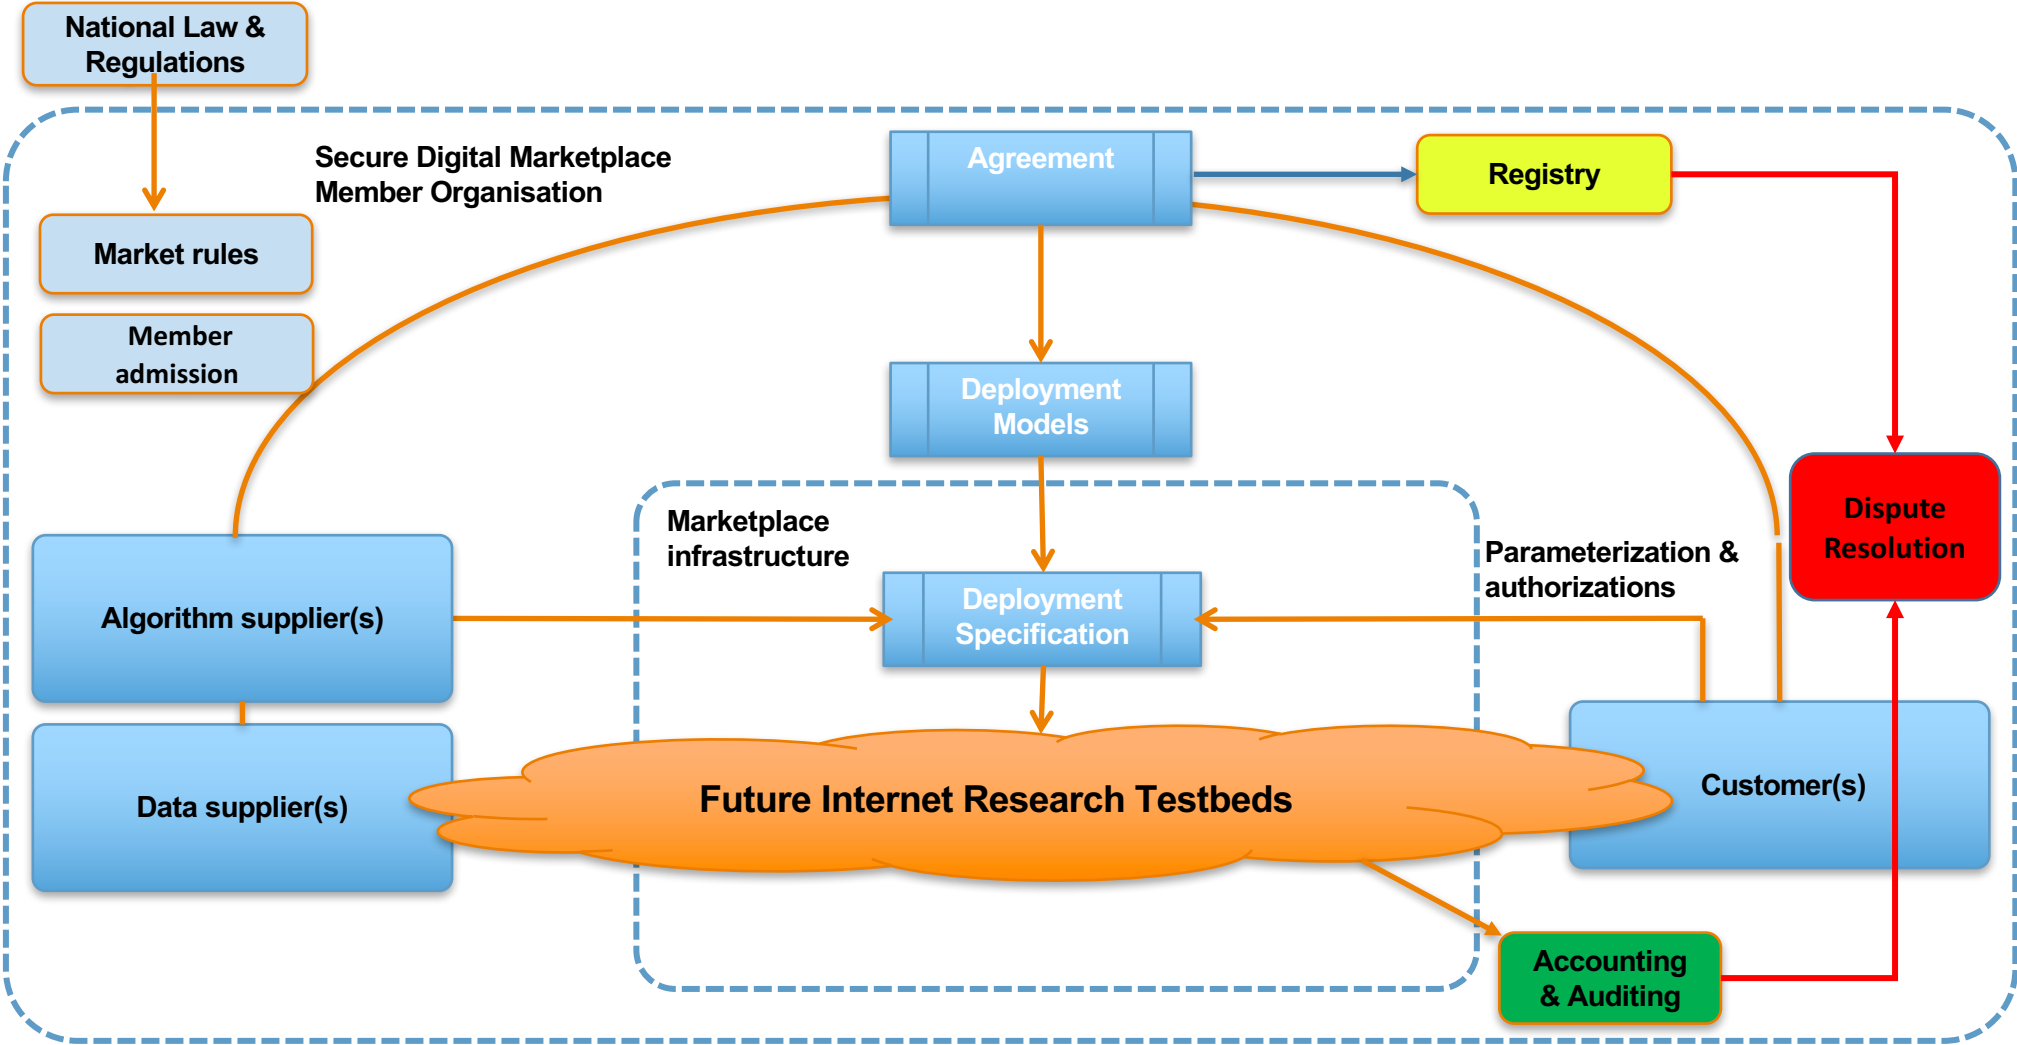 National Law &
Regulations
Secure Digital Marketplace
Member Organisation
Agreement
Registry
Market rules
Member
admission
Deployment
Models
Marketplace
infrastructure
Dispute
Resolution
Parameterization &
authorizations
Deployment
Specification
Algorithm supplier(s)
Data supplier(s)
Future Internet Research Testbeds
Customer(s)
Accounting
& Auditing